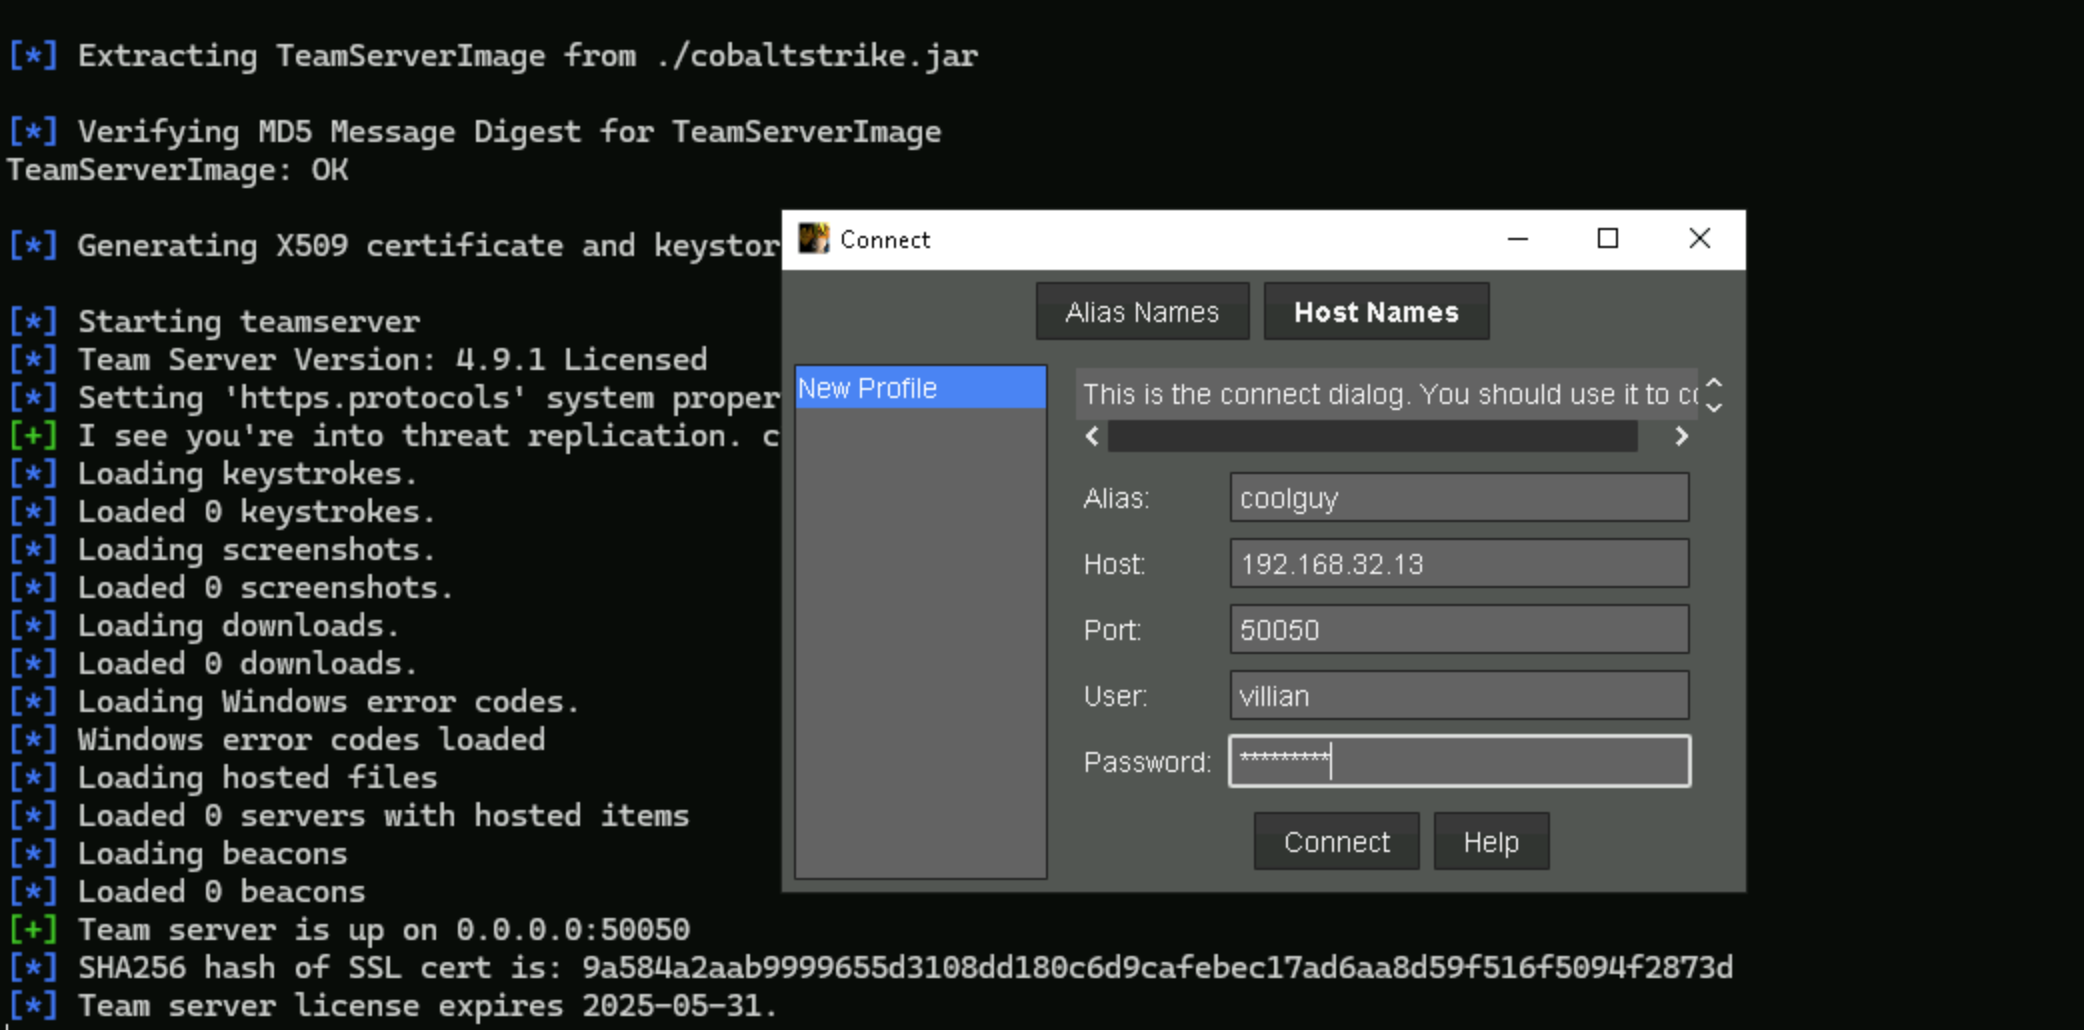 [*] Extracting TeamServerImage from ./cobaltstrike.jar
[*] Verifying MD5 Message Digest for TeamServerImage
TeamServerImage: OK
[*] Generating X509 certificate and keystor
[*] Starting teamserver
[*] Team Server Version: 4.9.1 Licensed
[*] Setting 'https.protocols' system proper
[+] I see you're into threat replication. c
[*] Loading keystrokes.
[*] Loaded 0 keystrokes.
[*] Loading screenshots.
[*] Loaded 0 screenshots.
[*] Loading downloads.
[*] Loaded 0 downloads.
[*] Loading Windows error codes.
[*] Windows error codes loaded
[*] Loading hosted files
[*] Loaded 0 servers with hosted items
[*] Loading beacons
[*] Loaded 0 beacons
[+] Team server is up on 0.0.0.0:50050
[*] SHA256 hash of SSL cert is: 9a584a2aab9999655d3108dd180c6d9cafebec17ad6aa8d59f516f5094f2873d
[*] Team server license expires 2025-05-31.
Connect
Alias Names Host Names
New Profile
This is the connect dialog. You should use it to co
Alias: coolguy
Host: 192.168.32.13
Port: 50050
User: villian
Password: *********
Connect Help